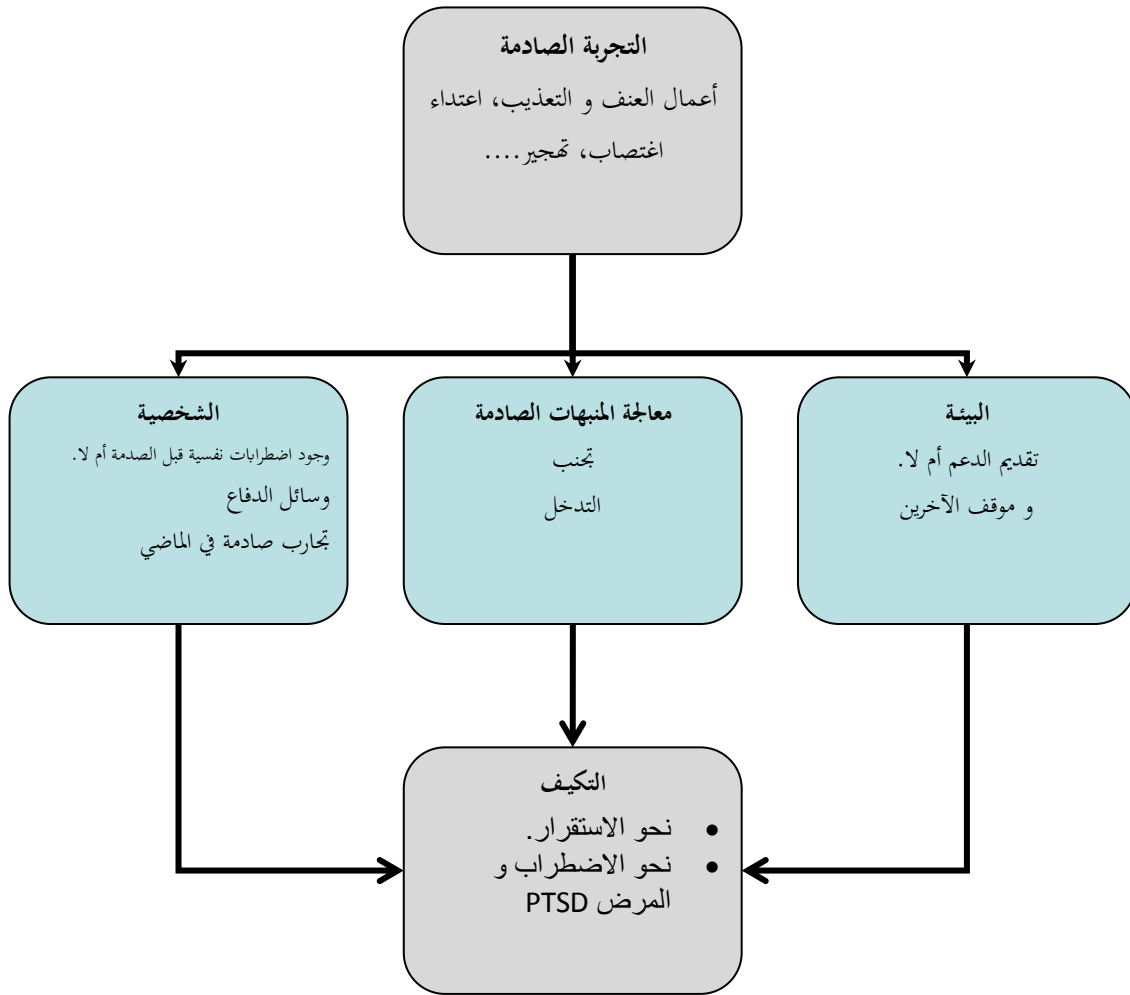 التجربة الصادمة
أعمال العنف و التعذيب، اعتداء
اغتصاب، تهجير....
البيئة
تقديم الدعم أم لا.
و موقف الآخرين
معالجة المنبهات الصادمة
تجنب
التدخل
الشخصية
وجود اضطرابات نفسية قبل الصدمة أم لا.
وسائل الدفاع
تجارب صادمة في الماضي
التكيف
• نحو الاستقرار.
• نحو الاضطراب و
المرض PTSD